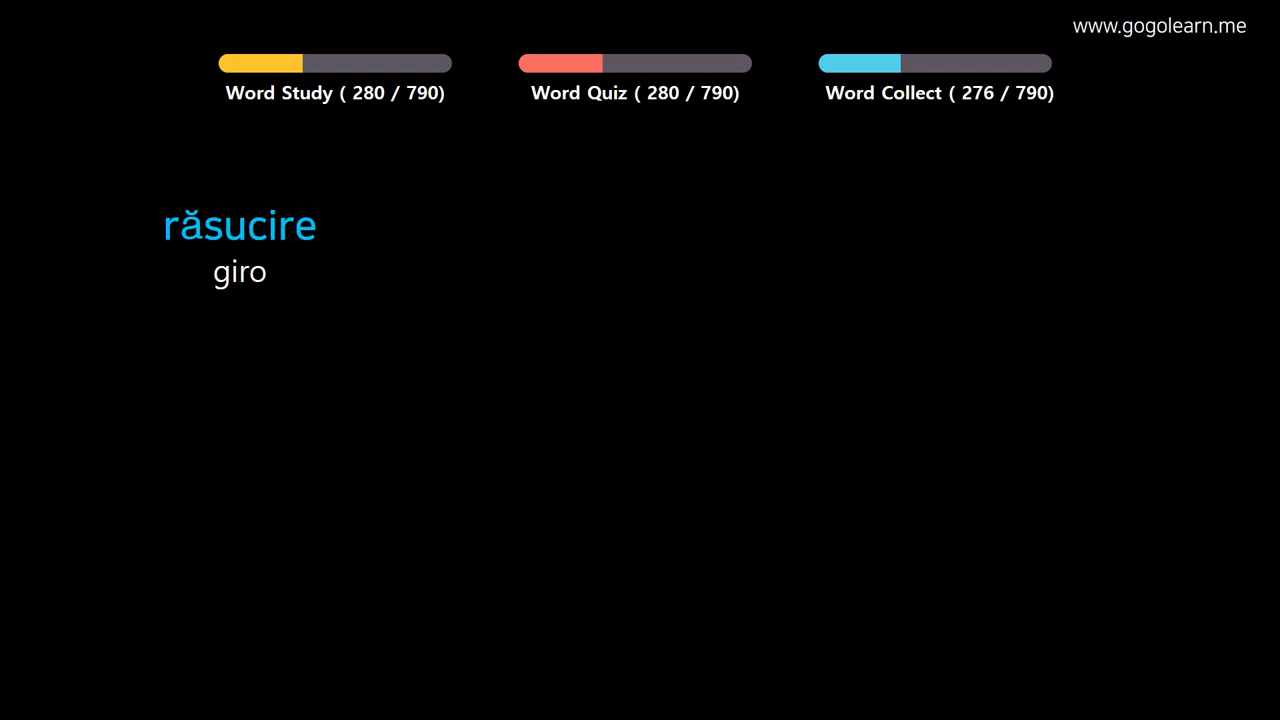 www.gogolearn.me
Word Study ( 280 / 790)
Word Quiz ( 280 / 790)
Word Collect ( 276 / 790)
răsucire
giro